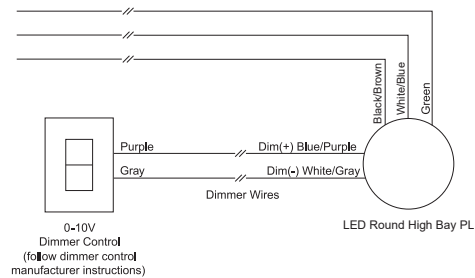 Black/Brown
White/Blue
Green
Purple
Dim(+) Blue/Purple
Gray
Dim(-) White/Gray
Dimmer Wires
LED Round High Bay PL
0-10V
Dimmer Control
(follow dimmer control
manufacturer instructions)